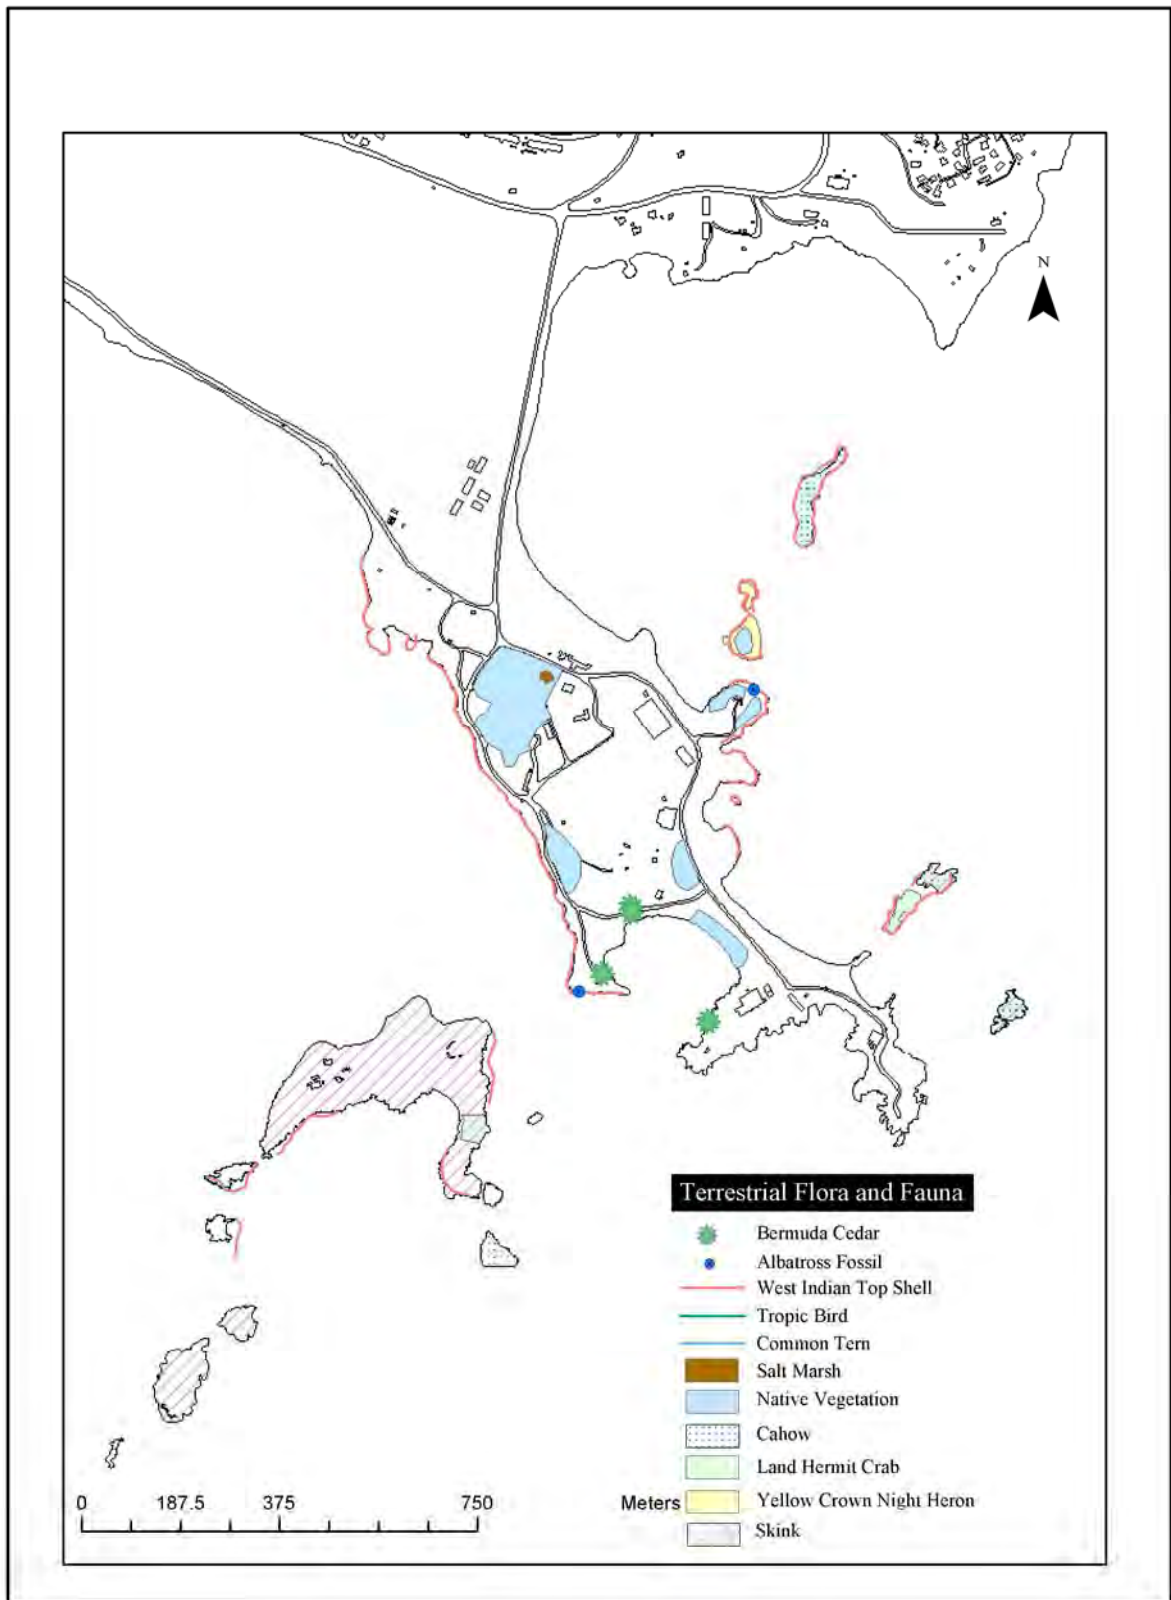 N
Terrestrial Flora and Fauna
Bermuda Cedar
Albatross Fossil
West Indian Top Shell
Tropic Bird
Common Tern
Salt Marsh
Native Vegetation
Cahow
Land Hermit Crab
Yellow Crown Night Heron
Skink
0 187.5 375 750 Meters